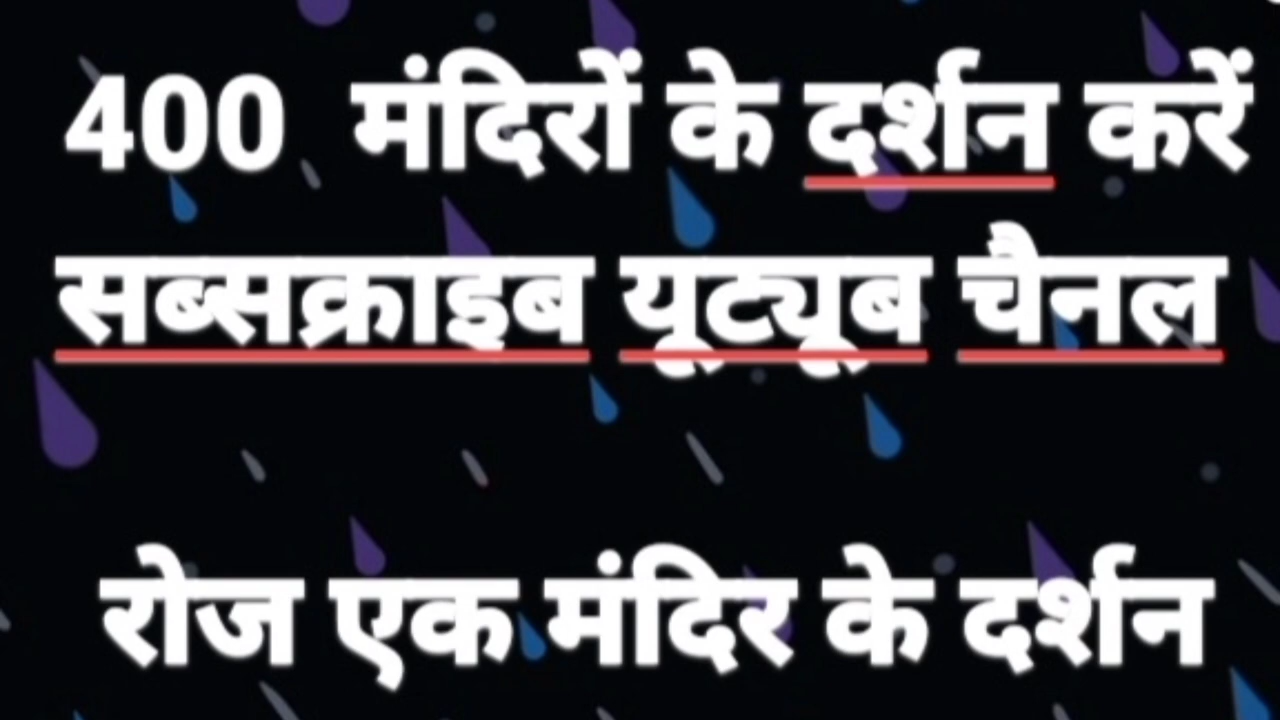 400 मंदिरों के दर्शन करें
सब्सक्राइब यूट्यूब चैनल
रोज एक मंदिर के दर्शन